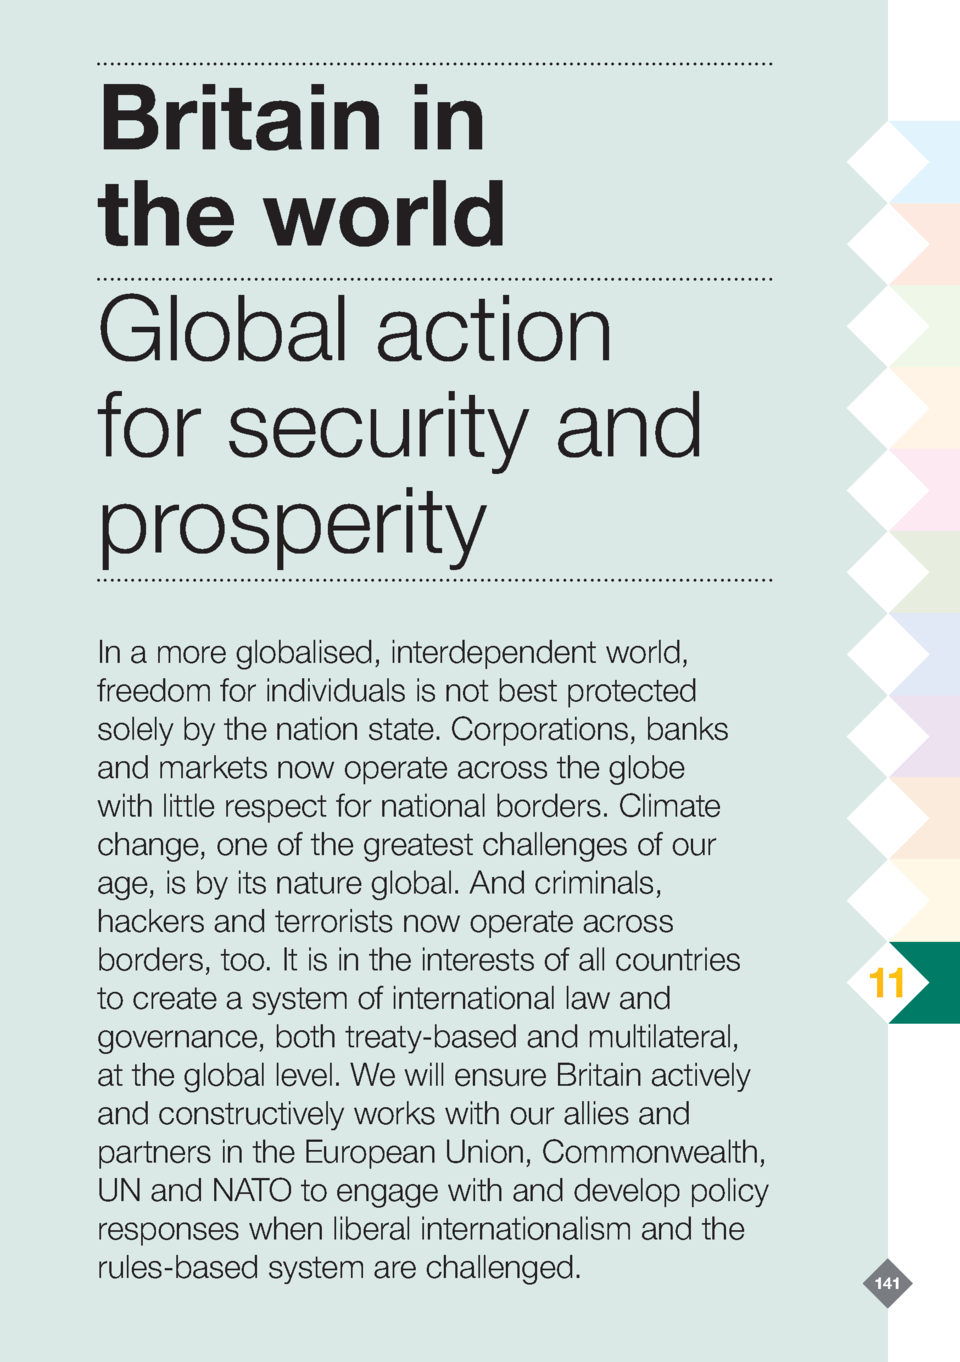 Britain in
the world
Global action
for security and
prosperity
In a more globalised, interdependent world,
freedom for individuals is not best protected
solely by the nation state. Corporations, banks
and markets now operate across the globe
with little respect for national borders. Climate
change, one of the greatest challenges of our
age, is by its nature global. And criminals,
hackers and terrorists now operate across
borders, too. It is in the interests of all countries
to create a system of international law and
governance, both treaty-based and multilateral,
at the global level. We will ensure Britain actively
and constructively works with our allies and
partners in the European Union, Commonwealth,
UN and NATO to engage with and develop policy
responses when liberal internationalism and the
rules-based system are challenged.
11
141